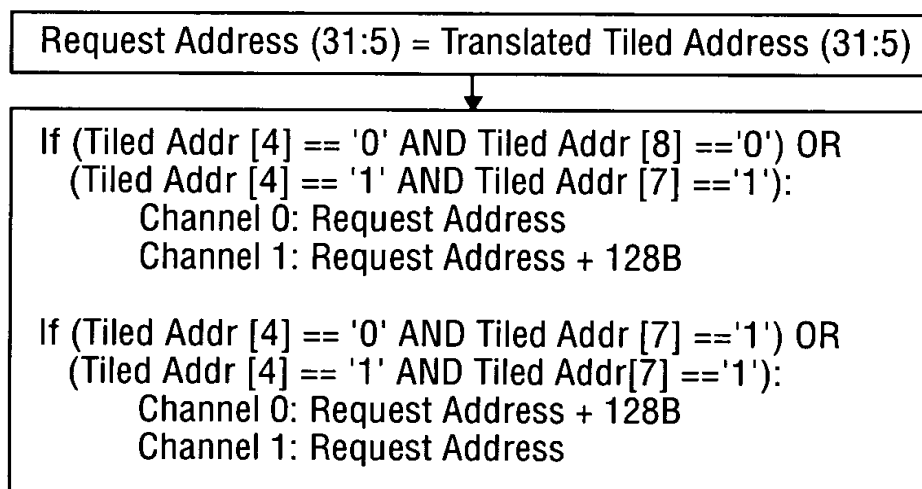 Request Address (31:5) = Translated Tiled Address (31:5)
If (Tiled Addr [4] == '0' AND Tiled Addr [8] =='0') OR
(Tiled Addr [4] == '1' AND Tiled Addr [7] =='1'):
Channel 0: Request Address
Channel 1: Request Address + 128B
If (Tiled Addr [4] == '0' AND Tiled Addr [7] =='1') OR
(Tiled Addr [4] == '1' AND Tiled Addr[7] =='1'):
Channel 0: Request Address + 128B
Channel 1: Request Address